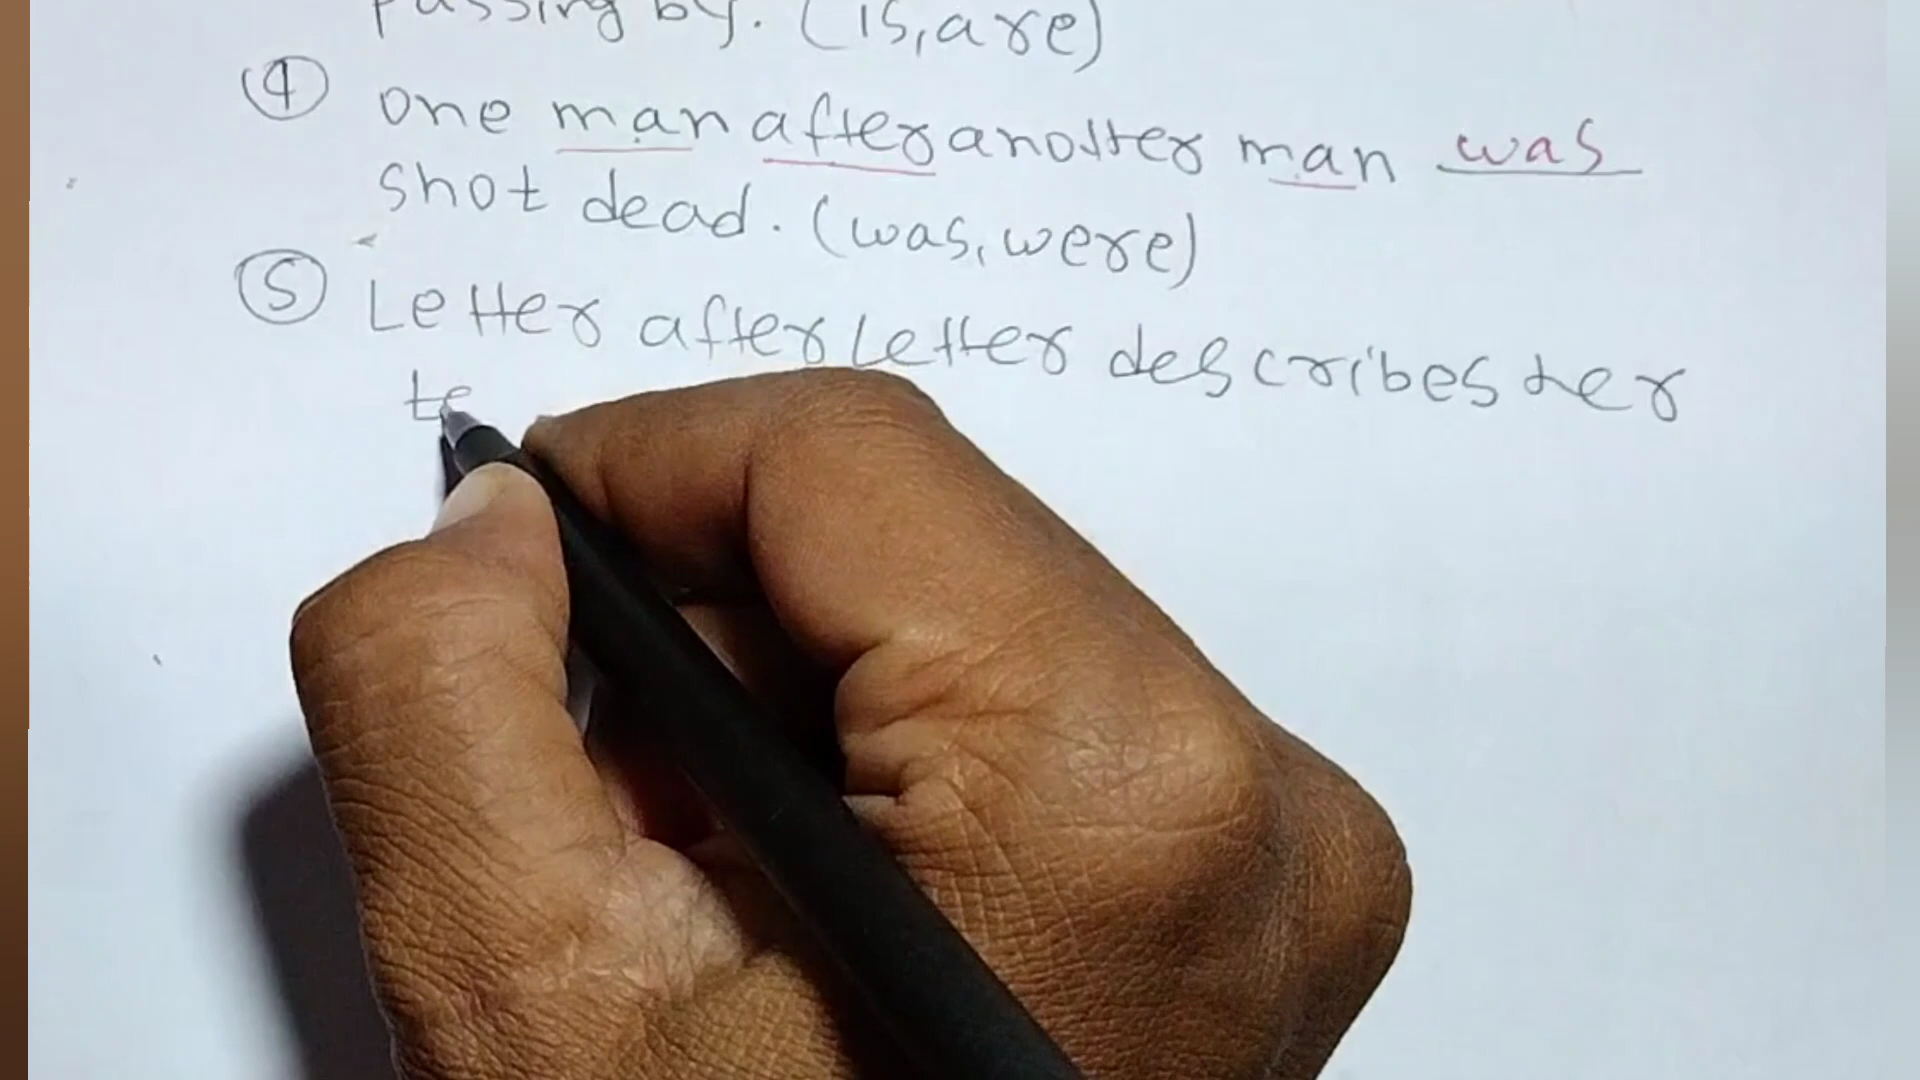 passing by. (is, are)
④ one man after another man was
shot dead. (was, were)
⑤ Letter after letter describes her
te